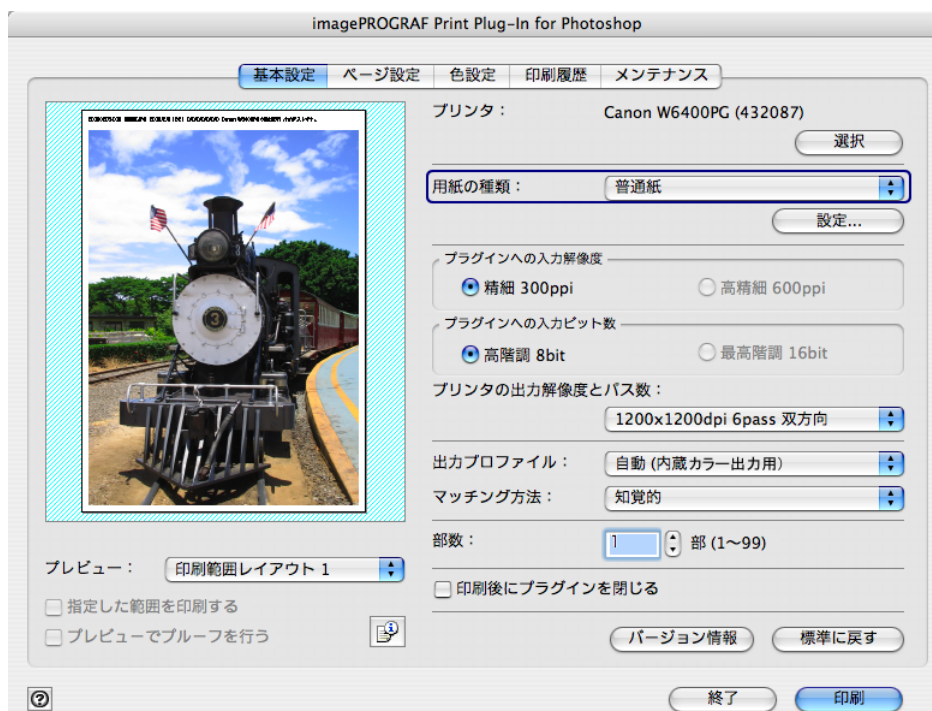 imagePROGRAF Print Plug-In for Photoshop
基本設定 ページ設定 色設定 印刷履歴 メンテナンス
プリンタ： Canon W6400PG (432087)
選択
用紙の種類： 普通紙
設定...
プラグインへの入力解像度
精細 300ppi 高精細 600ppi
プラグインへの入力ビット数
高階調 8bit 最高階調 16bit
プリンタの出力解像度とパス数：
1200x1200dpi 6pass 双方向
出力プロファイル： 自動 (内蔵カラー出力用)
マッチング方法： 知覚的
部数： 1 部 (1〜99)
印刷後にプラグインを閉じる
バージョン情報 標準に戻す
3
プレビュー： 印刷範囲レイアウト 1
指定した範囲を印刷する
プレビューでプルーフを行う
終了 印刷